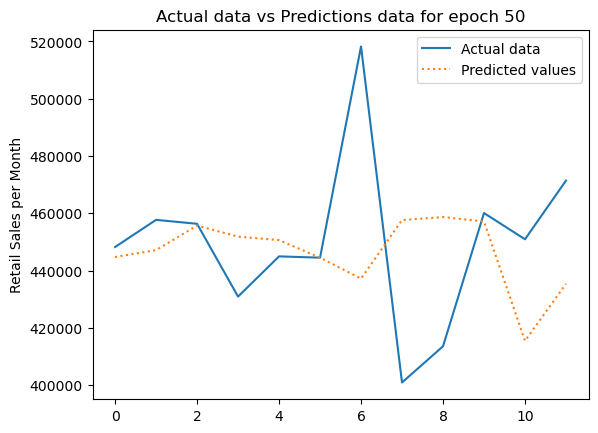 Actual data vs Predictions data for epoch 50
Actual data
Predicted values
Retail Sales per Month
520000
500000
480000
460000
440000
420000
400000
0 2 4 6 8 10